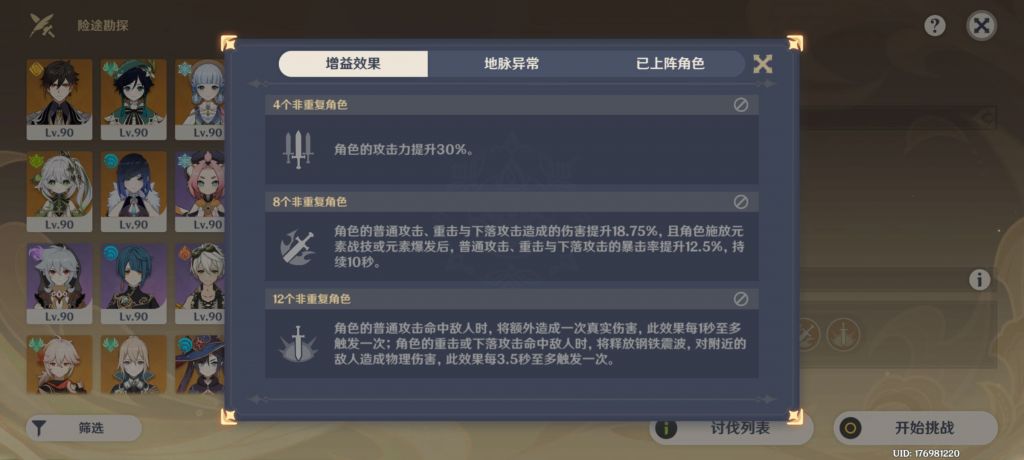 险途勘探
?
增益效果
地脉异常
已上阵角色
4个非重复角色
角色的攻击力提升30%。
8个非重复角色
角色的普通攻击、重击与下落攻击造成的伤害提升18.75%，且角色施放元
素战技或元素爆发后，普通攻击、重击与下落攻击的暴击率提升12.5%，持
续10秒。
12个非重复角色
角色的普通攻击命中敌人时，将额外造成一次真实伤害，此效果每1秒至多
触发一次；角色的重击或下落攻击命中敌人时，将释放钢铁震波，对附近的
敌人造成物理伤害，此效果每3.5秒至多触发一次。
Lv.90 Lv.90 Lv.90
Lv.90 Lv.90 Lv.90
Lv.90 Lv.90 Lv.90
筛选
讨伐列表
开始挑战
UID: 176981220